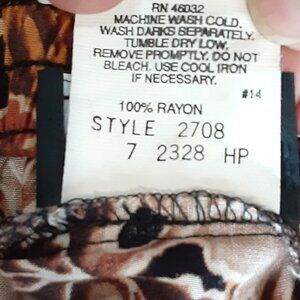 RN 46032
MACHINE WASH COLD.
WASH DARKS SEPARATELY.
TUMBLE DRY LOW.
REMOVE PROMPTLY. DO NOT
BLEACH. USE COOL IRON
IF NECESSARY.
#14
100% RAYON
STYLE 2708
7 2328 HP